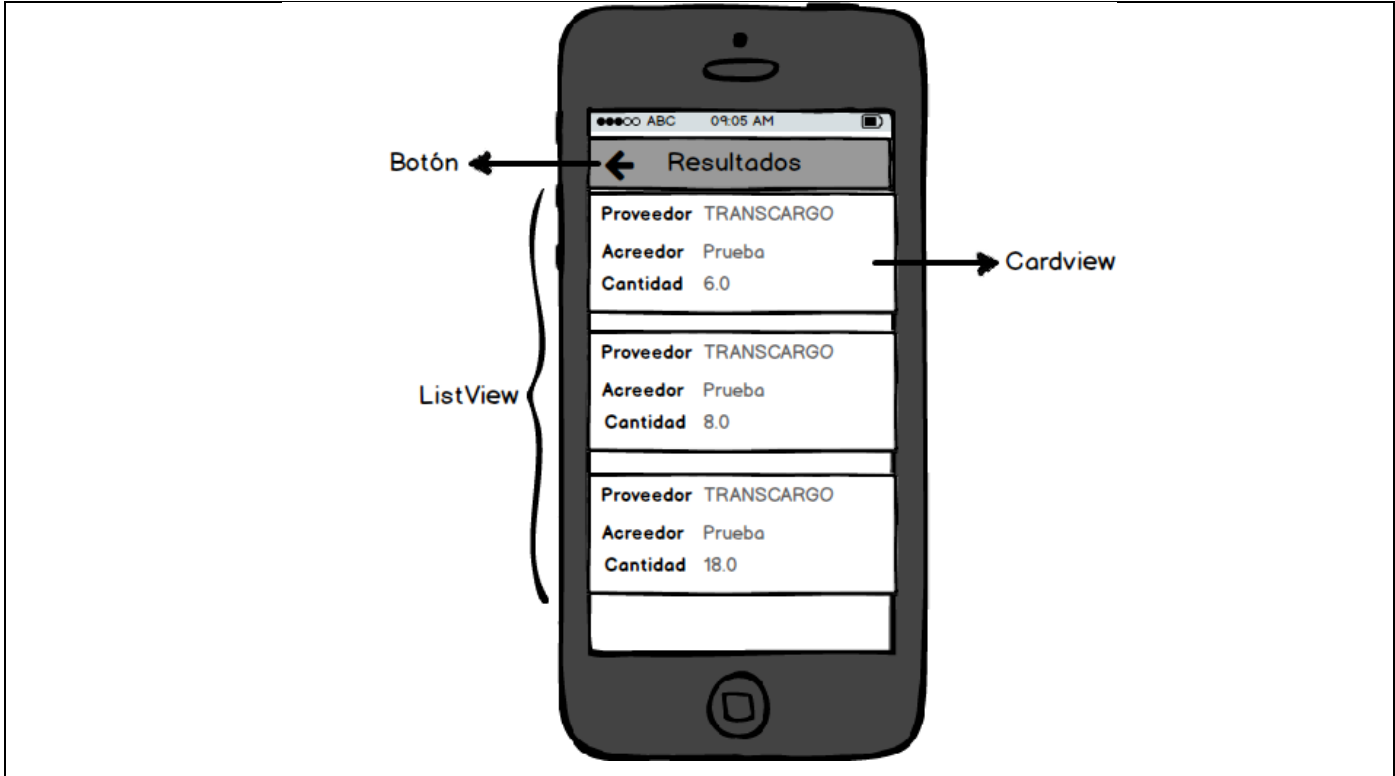 ABC 09:05 AM
Botón
Resultados
Proveedor TRANSCARGO
Acreedor Prueba
Cantidad 6.0
Cardview
Proveedor TRANSCARGO
Acreedor Prueba
Cantidad 8.0
ListView
Proveedor TRANSCARGO
Acreedor Prueba
Cantidad 18.0